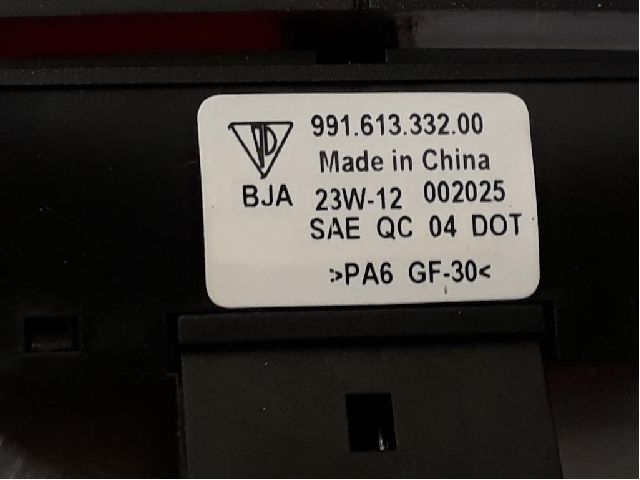 991.613.332.00
Made in China
BJA 23W-12 002025
SAE QC 04 DOT
>PA6 GF-30<